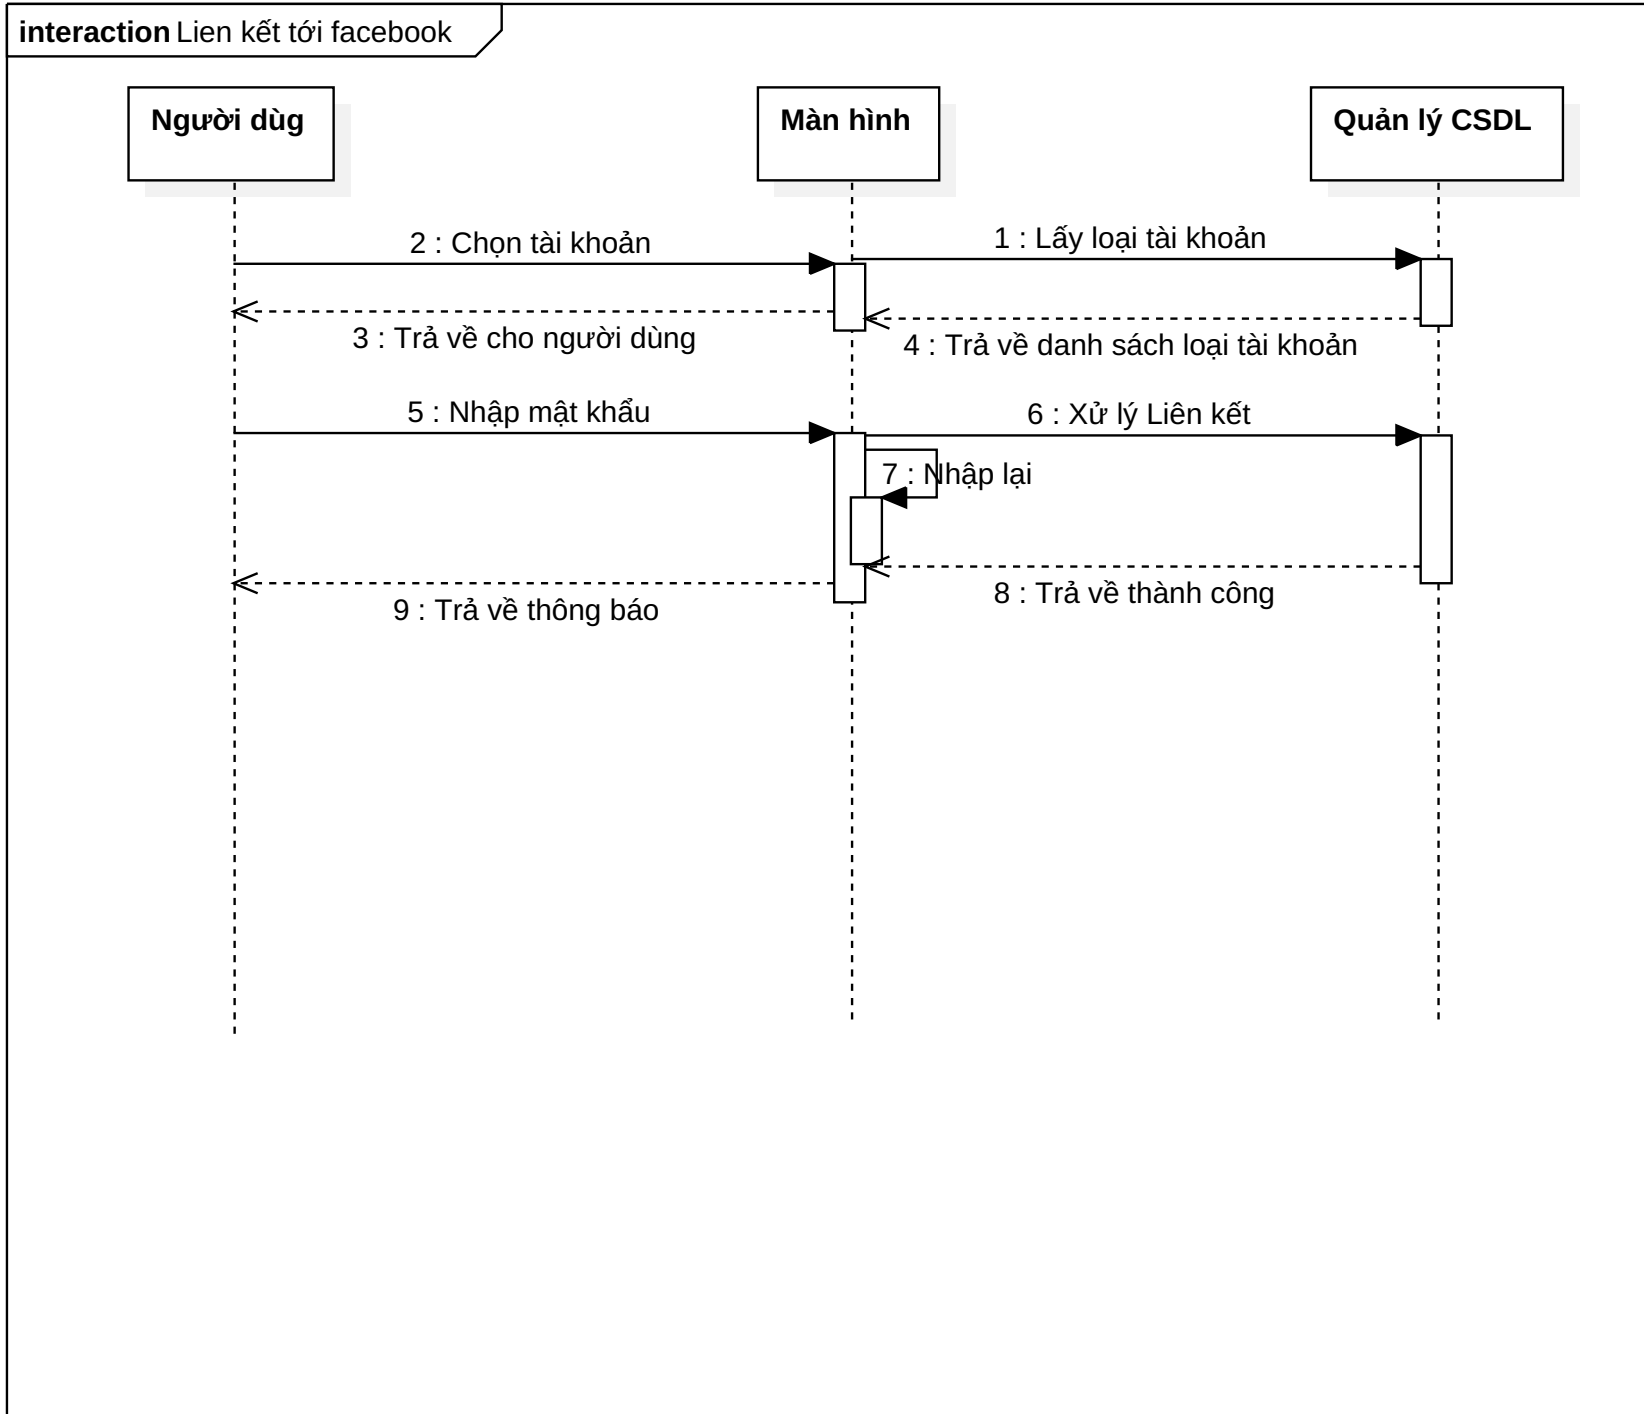 interaction Lien kết tới facebook
Người dùg
Màn hình
Quản lý CSDL
2 : Chọn tài khoản
1 : Lấy loại tài khoản
3 : Trả về cho người dùng
4 : Trả về danh sách loại tài khoản
5 : Nhập mật khẩu
6 : Xử lý Liên kết
7 : Nhập lại
8 : Trả về thành công
9 : Trả về thông báo